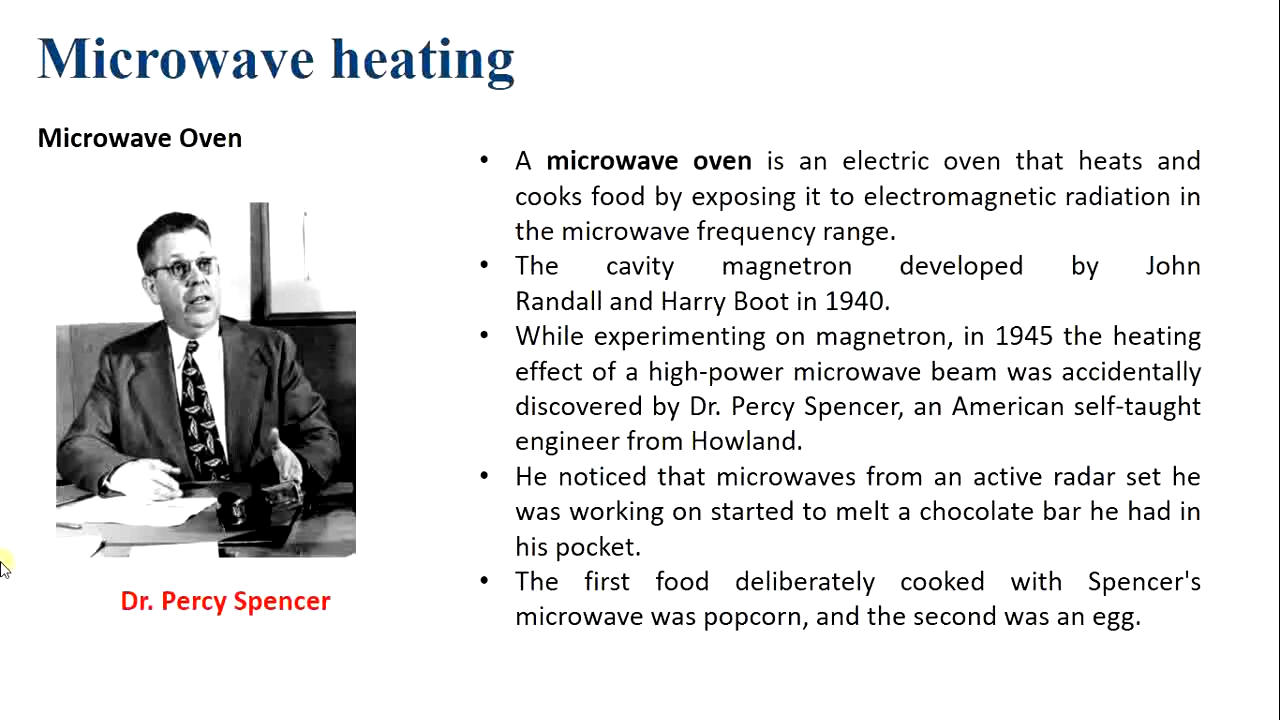 Microwave heating
Microwave Oven
• A microwave oven is an electric oven that heats and
cooks food by exposing it to electromagnetic radiation in
the microwave frequency range.
• The cavity magnetron developed by John
Randall and Harry Boot in 1940.
• While experimenting on magnetron, in 1945 the heating
effect of a high-power microwave beam was accidentally
discovered by Dr. Percy Spencer, an American self-taught
engineer from Howland.
• He noticed that microwaves from an active radar set he
was working on started to melt a chocolate bar he had in
his pocket.
• The first food deliberately cooked with Spencer's
microwave was popcorn, and the second was an egg.
Dr. Percy Spencer